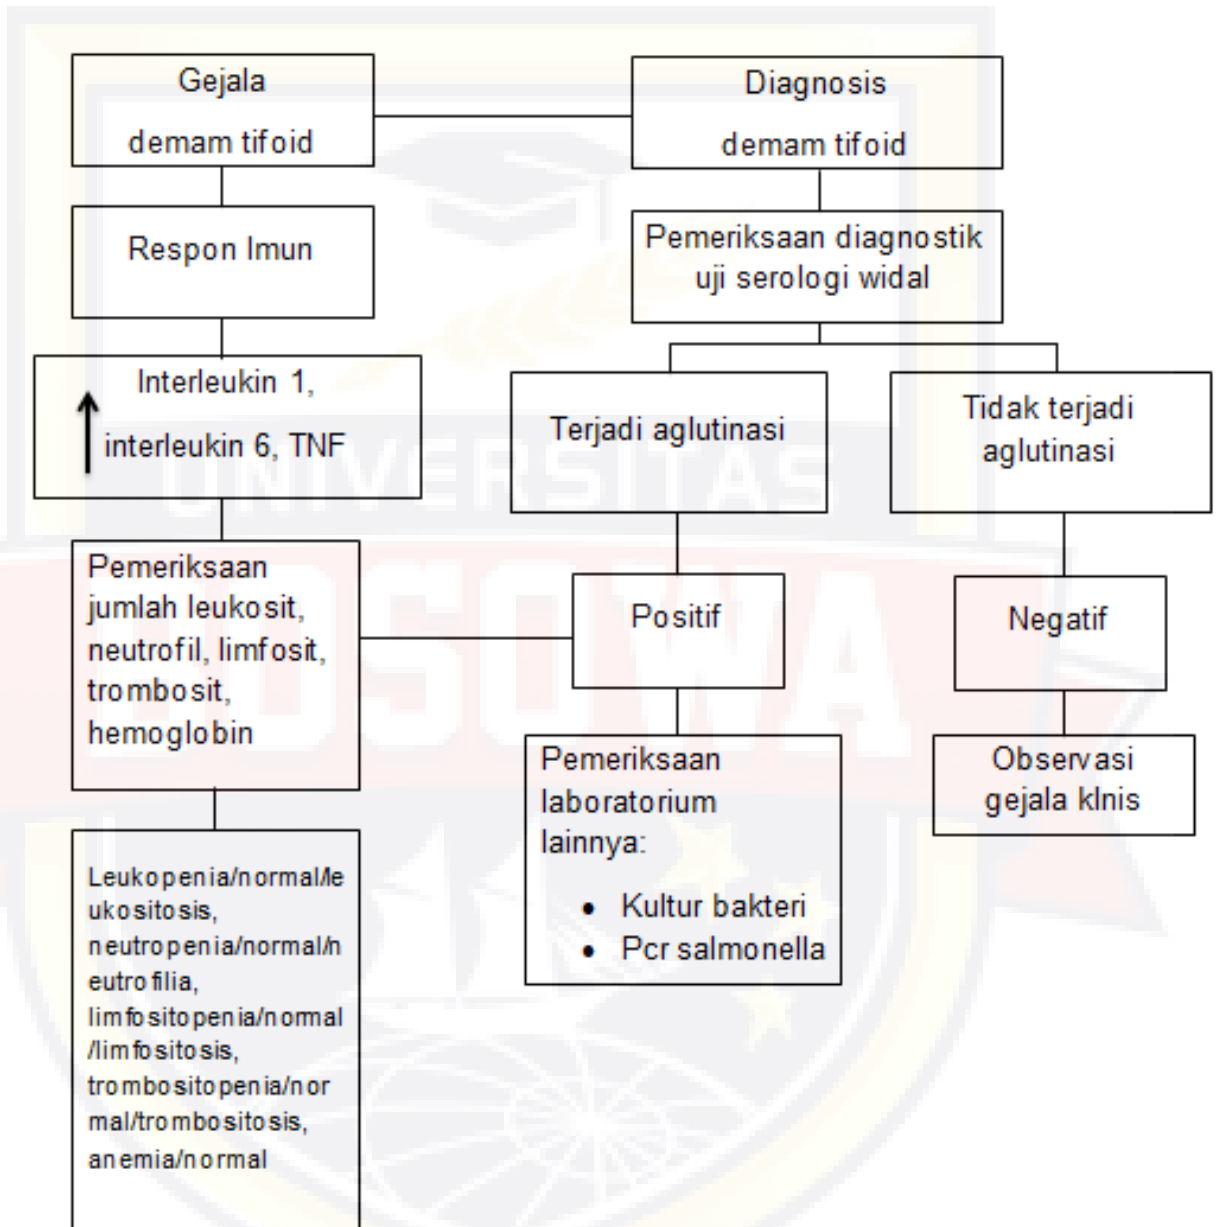 Gejala
demam tifoid
Diagnosis
demam tifoid
Respon Imun
Pemeriksaan diagnostik
uji serologi widal
Interleukin 1,
interleukin 6, TNF
Terjadi aglutinasi
Tidak terjadi
aglutinasi
Pemeriksaan
jumlah leukosit,
neutrofil, limfosit,
trombosit,
hemoglobin
Positif
Negatif
Pemeriksaan
laboratorium
lainnya:
• Kultur bakteri
• Pcr salmonella
Observasi
gejala klnis
Leukopenia/normal/le
ukositosis,
neutropenia/normal/n
eutrofilia,
limfositopenia/normal
/limfositosis,
trombositopenia/nor
mal/trombositosis,
anemia/normal
UNIVERSITAS
BOSOWA